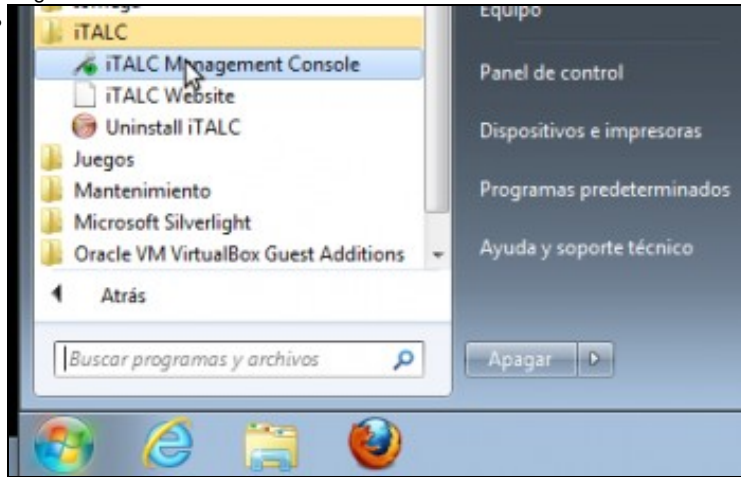 iTALC
iTALC Management Console
iTALC Website
Uninstall iTALC
Juegos
Mantenimiento
Microsoft Silverlight
Oracle VM VirtualBox Guest Additions
Atrás
Buscar programas y archivos
Equipo
Panel de control
Dispositivos e impresoras
Programas predeterminados
Ayuda y soporte técnico
Apagar